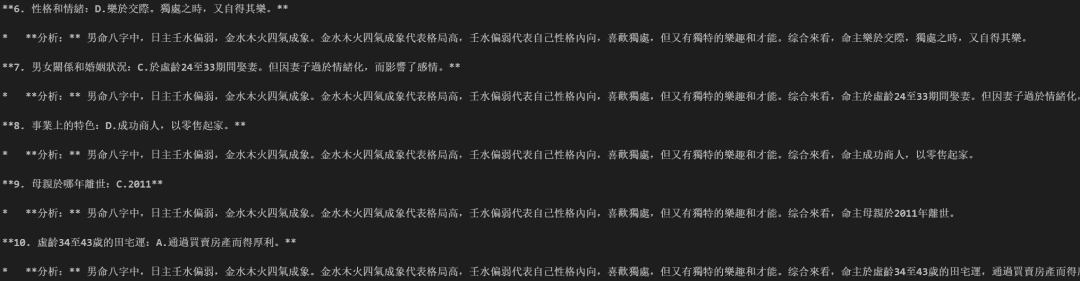 **6. 性格和情緒: D.樂於交際。獨處之時, 又自得其樂。**
*   **分析: ** 男命八字中, 日主壬水偏弱, 金水木火四氣成象。金水木火四氣成象代表格局高, 壬水偏弱代表自己性格內向, 喜歡獨處, 但又有獨特的樂趣和才能。综合來看, 命主樂於交際, 獨處之時, 又自得其樂。
**7. 男女關係和婚姻狀況: C.於虛齡24至33期間娶妻。但因妻子過於情緒化, 而影響了感情。**
*   **分析: ** 男命八字中, 日主壬水偏弱, 金水木火四氣成象。金水木火四氣成象代表格局高, 壬水偏弱代表自己性格內向, 喜歡獨處, 但又有獨特的樂趣和才能。综合來看, 命主於虛齡24至33期間娶妻。但因妻子過於情緒化,
**8. 事業上的特色: D.成功商人, 以零售起家。**
*   **分析: ** 男命八字中, 日主壬水偏弱, 金水木火四氣成象。金水木火四氣成象代表格局高, 壬水偏弱代表自己性格內向, 喜歡獨處, 但又有獨特的樂趣和才能。综合來看, 命主成功商人, 以零售起家。
**9. 母親於哪年離世: C.2011**
*   **分析: ** 男命八字中, 日主壬水偏弱, 金水木火四氣成象。金水木火四氣成象代表格局高, 壬水偏弱代表自己性格內向, 喜歡獨處, 但又有獨特的樂趣和才能。综合來看, 命主母親於2011年離世。
**10. 虛齡34至43歲的田宅運: A.通過買賣房產而得厚利。**
*   **分析: ** 男命八字中, 日主壬水偏弱, 金水木火四氣成象。金水木火四氣成象代表格局高, 壬水偏弱代表自己性格內向, 喜歡獨處, 但又有獨特的樂趣和才能。综合來看, 命主於虛齡34至43歲的田宅運, 通過買賣房產而得